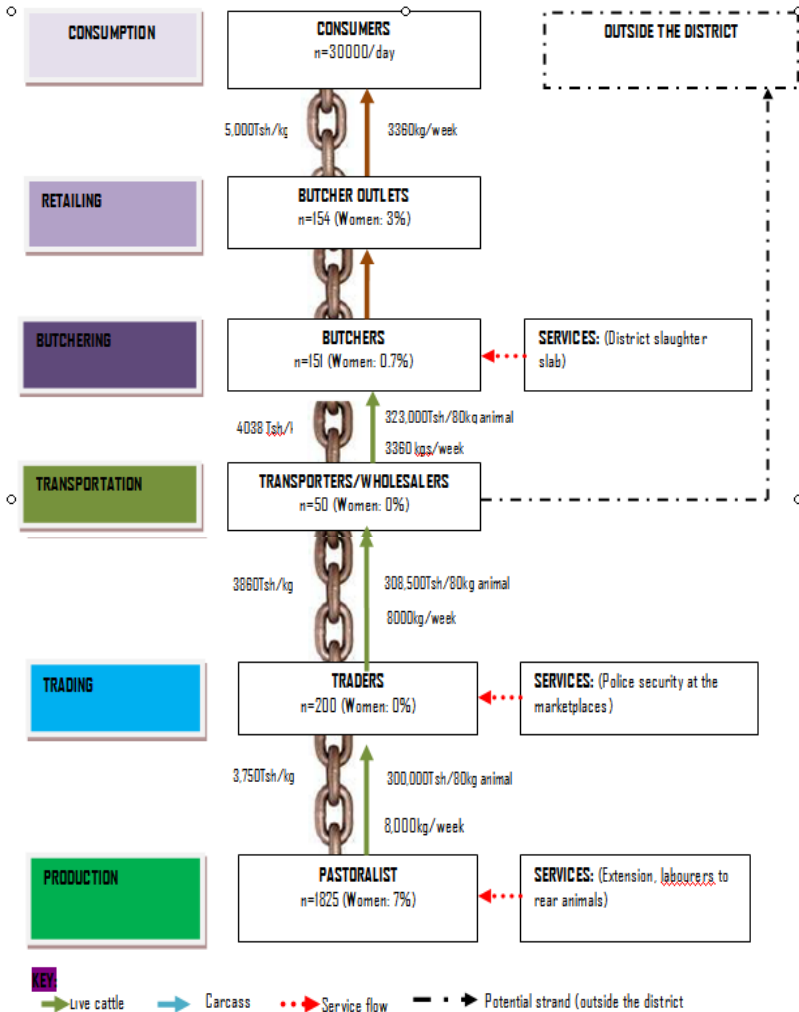 CONSUMPTION
CONSUMERS
n=30000/day
OUTSIDE THE DISTRICT
5,000Tsh/kg
3360kg/week
RETAILING
BUTCHER OUTLETS
n=154 (Women: 3%)
BUTCHERING
BUTCHERS
n=151 (Women: 0.7%)
SERVICES: (District slaughter
slab)
4038 Tsh/
323,000Tsh/80kg animal
3360 kgs/week
TRANSPORTATION
TRANSPORTERS/WHOLESALERS
n=50 (Women: 0%)
3860Tsh/kg
308,500Tsh/80kg animal
8000kg/week
TRADING
TRADERS
n=200 (Women: 0%)
SERVICES: (Police security at the
marketplaces)
3,750Tsh/kg
300,000Tsh/80kg animal
8,000kg/week
PRODUCTION
PASTORALIST
n=1825 (Women: 7%)
SERVICES: (Extension, labourers to
rear animals)
KEY:
Live cattle
Carcass
Service flow
Potential strand (outside the district